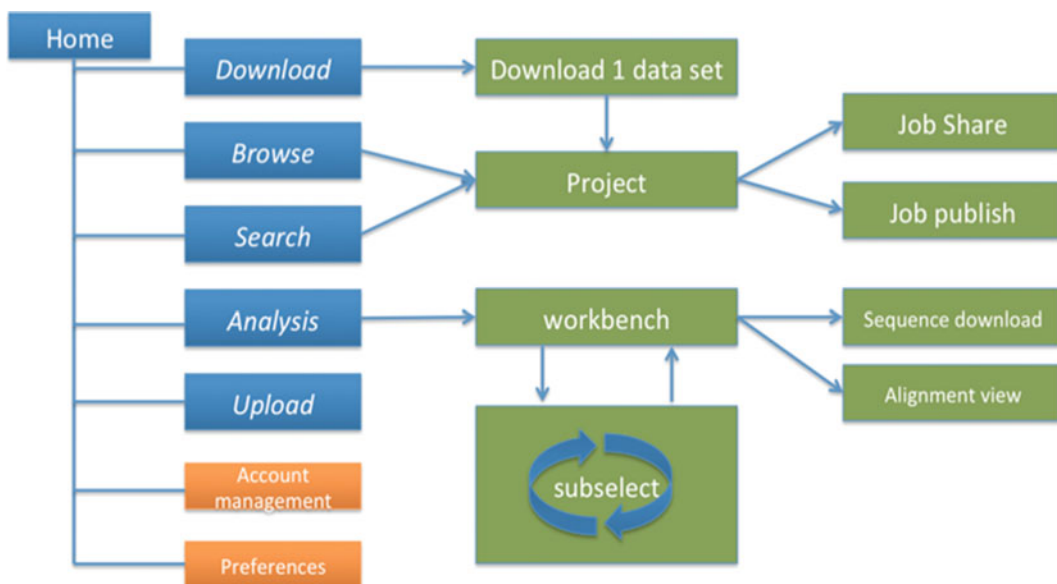 Home
Download
Download 1 data set
Browse
Project
Job Share
Search
Job publish
Analysis
workbench
Sequence download
Upload
Alignment view
Account
management
subselect
Preferences